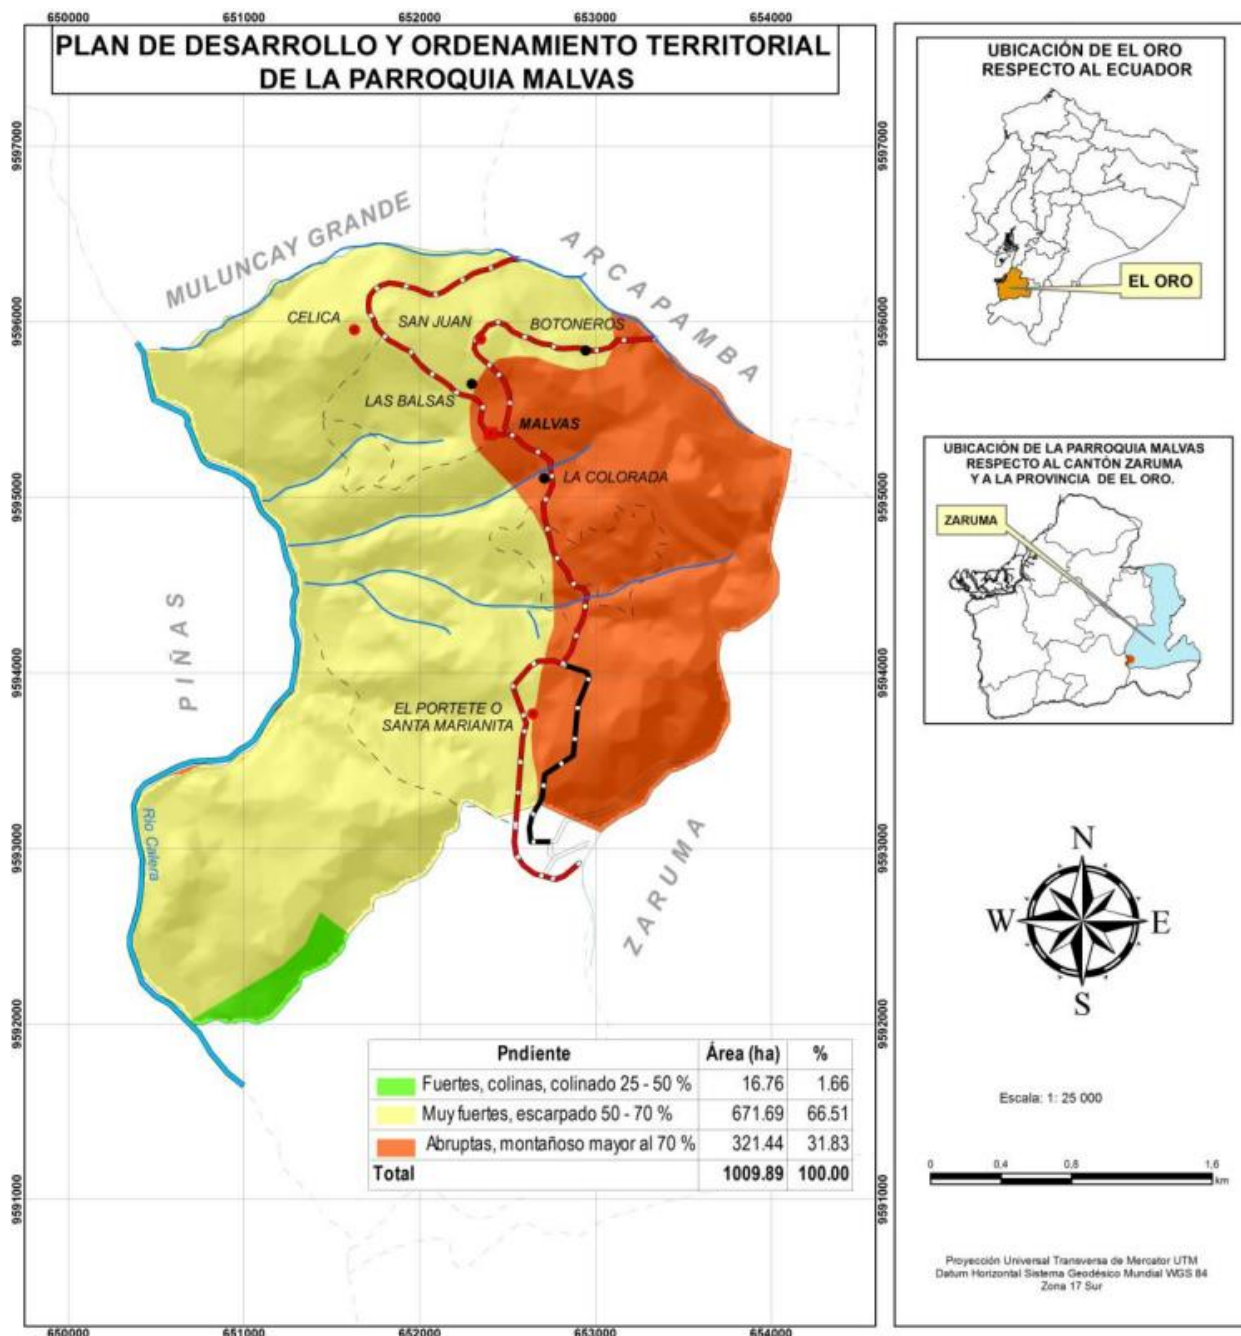 650000 651000 652000 653000 654000
PLAN DE DESARROLLO Y ORDENAMIENTO TERRITORIAL
DE LA PARROQUIA MALVAS
9597000 9597000
MULUNCAY GRANDE
ARCAPAMBA
CELICA
SAN JUAN
BOTONEROS
9596000 9596000
LAS BALSAS
MALVAS
LA COLORADA
9595000 9595000
PIÑAS
9594000 9594000
EL PORTETE O
SANTA MARIANITA
Río Calera
9593000 9593000
ZARUMA
9592000 9592000
Pndiente Área (ha) %
Fuertes, colinas, colinado 25 - 50 % 16.76 1.66
Muy fuertes, escarpado 50 - 70 % 671.69 66.51
Abruptas, montañoso mayor al 70 % 321.44 31.83
Total 1009.89 100.00
9591000 9591000
650000 651000 652000 653000 654000
UBICACIÓN DE EL ORO
RESPECTO AL ECUADOR
EL ORO
UBICACIÓN DE LA PARROQUIA MALVAS
RESPECTO AL CANTÓN ZARUMA
Y A LA PROVINCIA DE EL ORO.
ZARUMA
N
W E
S
Escala: 1: 25 000
0 0,4 0,8 1,6
km
Proyección Universal Transversa de Mercator UTM
Datum Horizontal Sistema Geodésico Mundial WGS 84
Zona 17 Sur